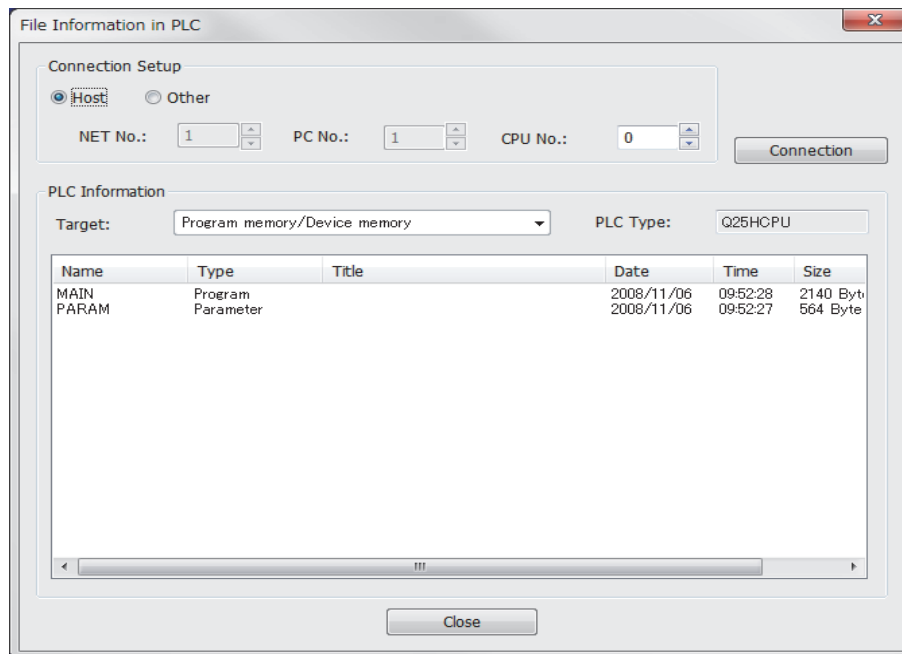 File Information in PLC
Connection Setup
Host Other
NET No.: 1 PC No.: 1 CPU No.: 0
Connection
PLC Information
Target: Program memory/Device memory PLC Type: Q25HCPU
Name Type Title Date Time Size
MAIN Program 2008/11/06 09:52:28 2140 Byt
PARAM Parameter 2008/11/06 09:52:27 564 Byte
Close